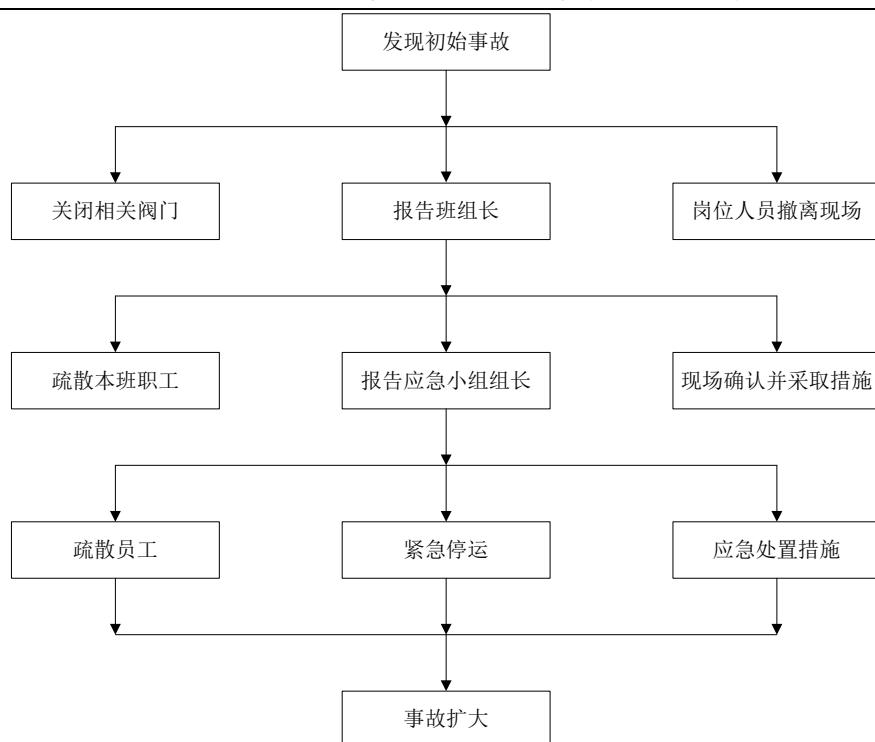 发现初始事故
关闭相关阀门
报告班组长
岗位人员撤离现场
疏散本班职工
报告应急小组组长
现场确认并采取措施
疏散员工
紧急停运
应急处置措施
事故扩大